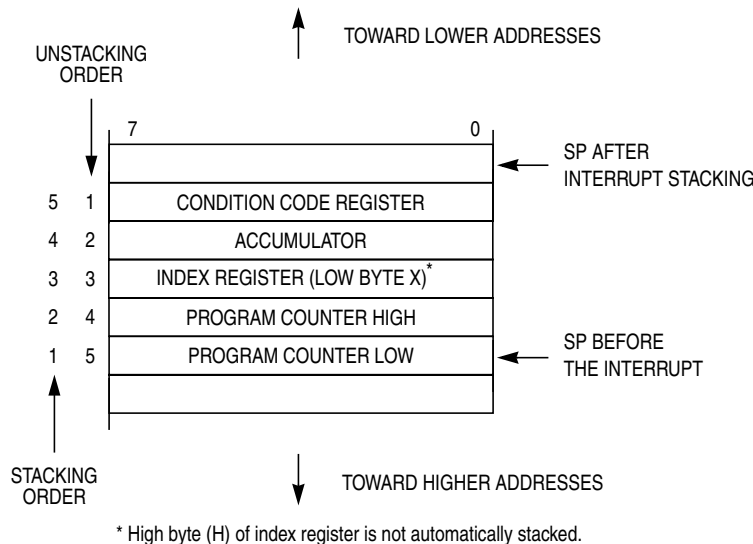 TOWARD LOWER ADDRESSES
UNSTACKING
ORDER
7 0
SP AFTER
INTERRUPT STACKING
5 1 CONDITION CODE REGISTER
4 2 ACCUMULATOR
3 3 INDEX REGISTER (LOW BYTE X)*
2 4 PROGRAM COUNTER HIGH
1 5 PROGRAM COUNTER LOW
SP BEFORE
THE INTERRUPT
STACKING
ORDER
TOWARD HIGHER ADDRESSES
* High byte (H) of index register is not automatically stacked.